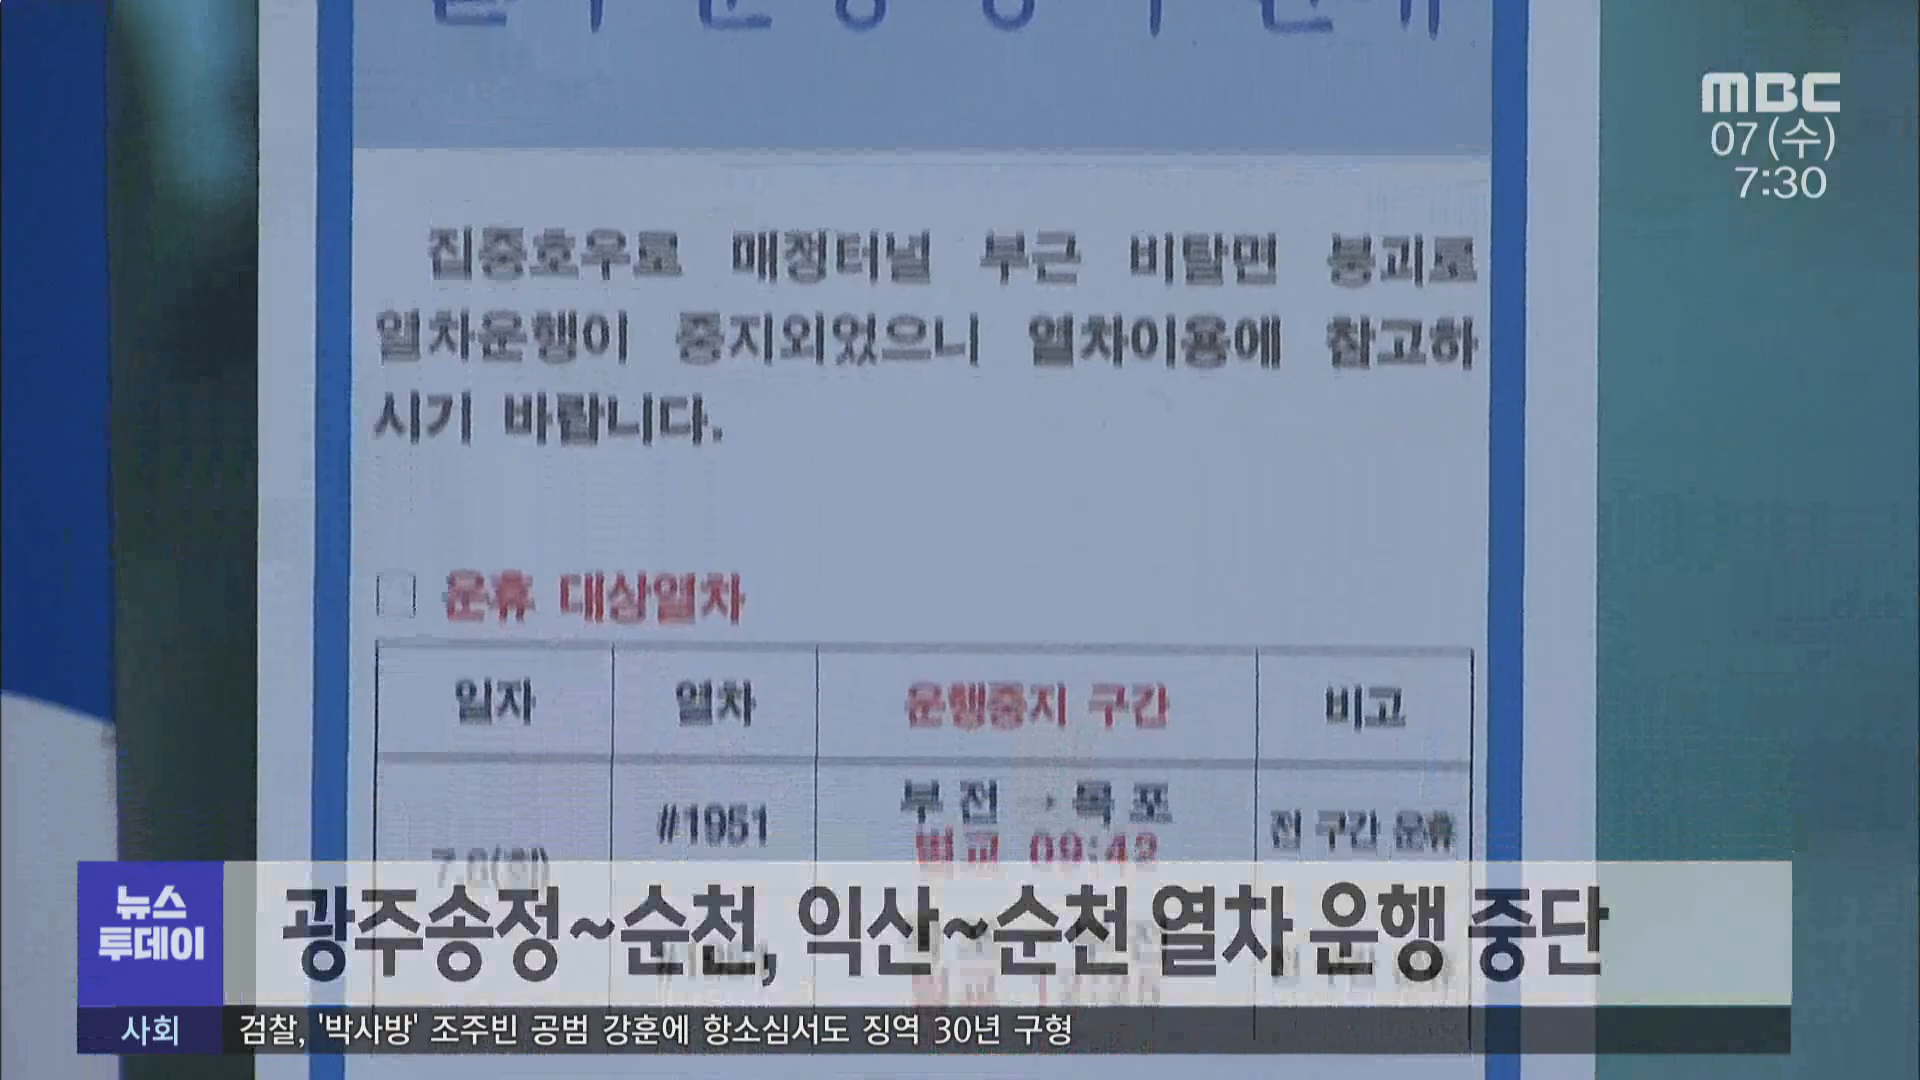 MBC
07 (수)
7:30
집중호우로 매정터널 부근 비탈면 붕괴로
열차운행이 중지외었으니 열차이용에 참고하
시기 바랍니다.
□ 운휴 대상열차
일자 열차 운행중지 구간 비고
#1951 부전 → 목포 전 구간 운휴
벌교 09:42
뉴스
투데이
광주송정~순천, 익산~순천 열차 운행 중단
사회 검찰, '박사방' 조주빈 공범 강훈에 항소심서도 징역 30년 구형